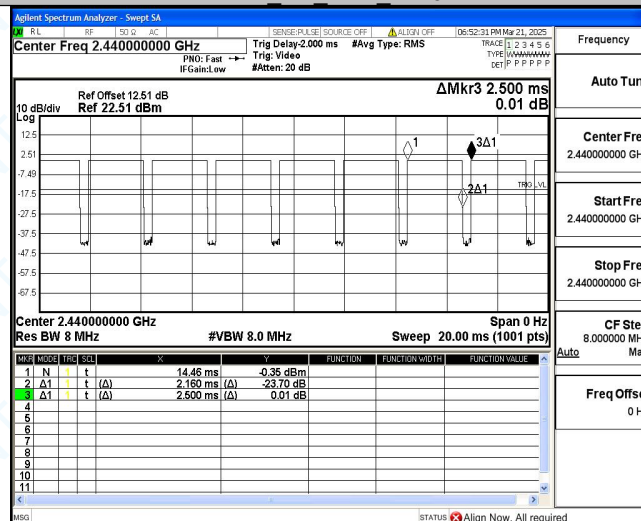 Agilent Spectrum Analyzer - Swept SA
RL RF 50 Ω AC SENSE:PULSE SOURCE OFF ALIGN OFF 06:52:31 PM Mar 21, 2025
Center Freq 2.440000000 GHz
PNO: Fast
IFGain:Low
Trig Delay-2.000 ms
Trig: Video
#Atten: 20 dB
#Avg Type: RMS
TRACE 1 2 3 4 5 6
TYPE
DET P P P P P P
Ref Offset 12.51 dB
Ref 22.51 dBm
10 dB/div
Log
ΔMkr3 2.500 ms
0.01 dB
12.5
2.51
-7.49
-17.5
-27.5
-37.5
-47.5
-57.5
-67.5
1
3Δ1
2Δ1
TRIG LVL
Center 2.440000000 GHz Span 0 Hz
Res BW 8 MHz #VBW 8.0 MHz Sweep 20.00 ms (1001 pts)
MKR MODE TRC SCL X Y FUNCTION FUNCTION WIDTH FUNCTION VALUE
1 N 1 t 14.46 ms -0.35 dBm
2 Δ1 1 t (Δ) 2.160 ms (Δ) -23.70 dB
3 Δ1 1 t (Δ) 2.500 ms (Δ) 0.01 dB
4
5
6
7
8
9
10
11
MSG STATUS Align Now, All required
Frequency
Auto Tun
Center Fre
2.440000000 GH
Start Fre
2.440000000 GH
Stop Fre
2.440000000 GH
CF Ste
8.000000 MH
Auto Ma
Freq Offse
0 H